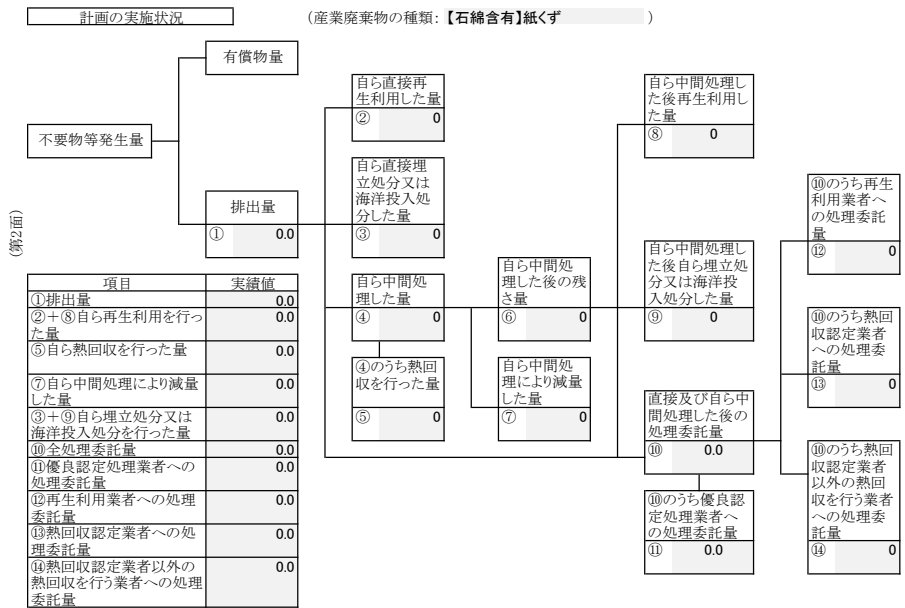 計画の実施状況
(産業廃棄物の種類: 【石綿含有】紙くず )
有償物量
不要物等発生量
排出量
① 0.0
自ら直接再
生利用した量
② 0
自ら直接埋
立処分又は
海洋投入処
分した量
③ 0
自ら中間処
理した量
④ 0
④のうち熱回
収を行った量
⑤ 0
自ら中間処
理した後の残
さ量
⑥ 0
自ら中間処
理により減量
した量
⑦ 0
自ら中間処理し
た後再生利用し
た量
⑧ 0
自ら中間処理し
た後自ら埋立処
分又は海洋投
入処分した量
⑨ 0
直接及び自ら中
間処理した後の
処理委託量
⑩ 0.0
⑩のうち優良認
定処理業者へ
の処理委託量
⑪ 0.0
⑩のうち再生
利用業者へ
の処理委託
量
⑫ 0
⑩のうち熱回
収認定業者
への処理委
託量
⑬ 0
⑩のうち熱回
収認定業者
以外の熱回
収を行う業者
への処理委
託量
⑭ 0
(第2面)
項目 実績値
①排出量 0.0
②+⑧自ら再生利用を行っ 0.0
た量
⑤自ら熱回収を行った量 0.0
⑦自ら中間処理により減量 0.0
した量
③+⑨自ら埋立処分又は 0.0
海洋投入処分を行った量
⑩全処理委託量 0.0
⑪優良認定処理業者への 0.0
処理委託量
⑫再生利用業者への処理 0.0
委託量
⑬熱回収認定業者への処 0.0
理委託量
⑭熱回収認定業者以外の 0.0
熱回収を行う業者への処理
委託量